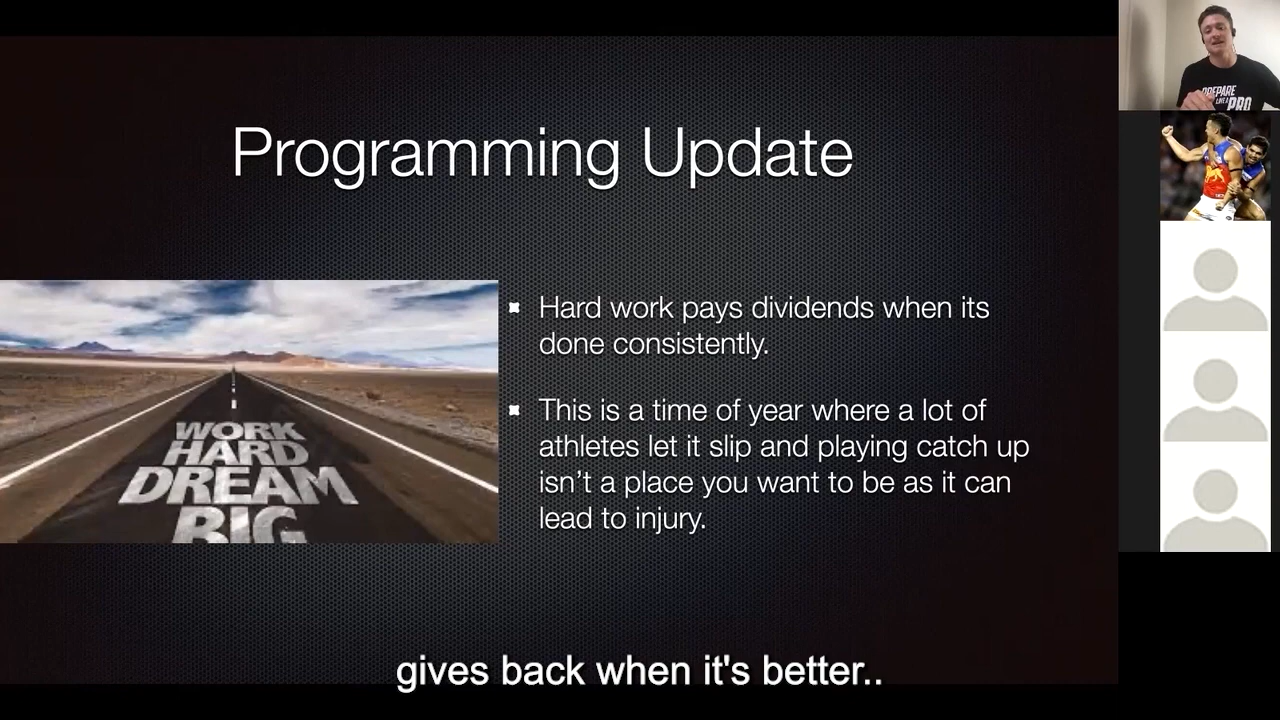 Programming Update
Hard work pays dividends when its
done consistently.
This is a time of year where a lot of
athletes let it slip and playing catch up
isn’t a place you want to be as it can
lead to injury.
WORK
HARD
DREAM
BIG
gives back when it's better..
PREPARE
LIKE A PRO